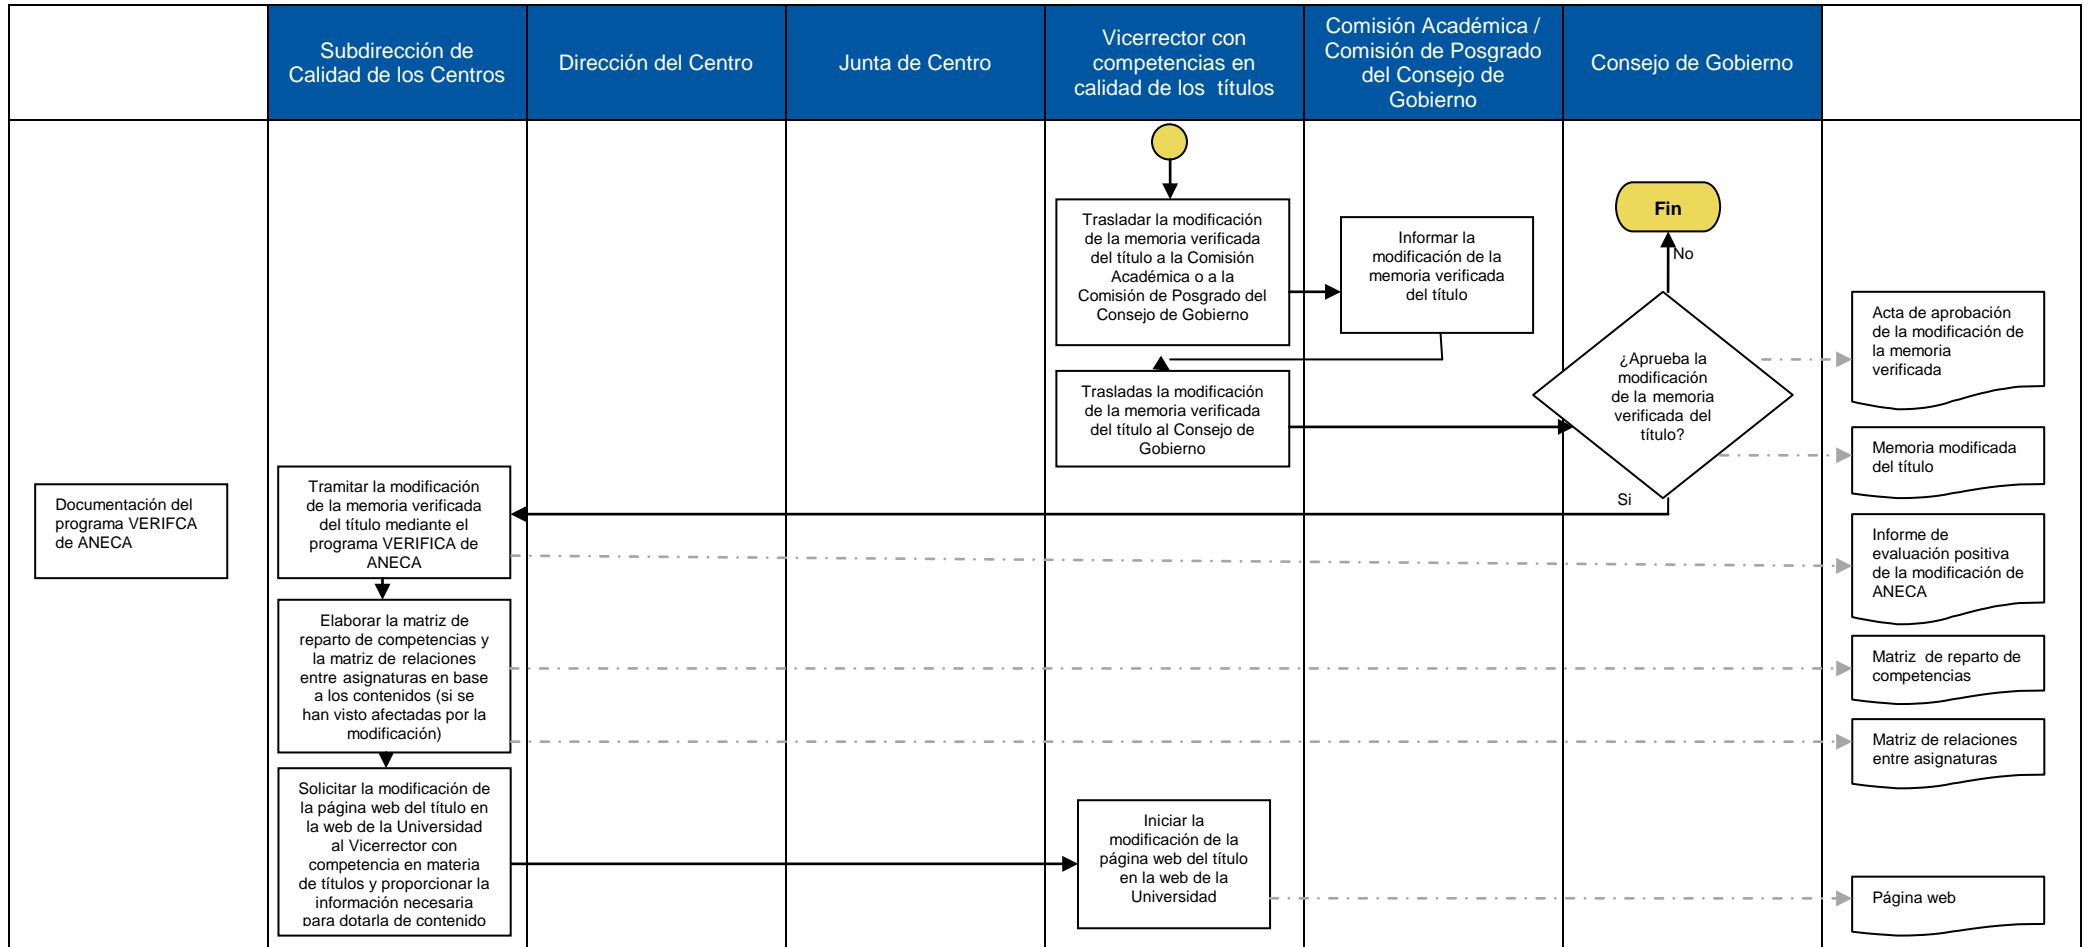 Subdirección de
Calidad de los Centros
Dirección del Centro
Junta de Centro
Vicerrector con
competencias en
calidad de los títulos
Comisión Académica /
Comisión de Posgrado
del Consejo de
Gobierno
Consejo de Gobierno
Trasladar la modificación
de la memoria verificada
del título a la Comisión
Académica o a la
Comisión de Posgrado del
Consejo de Gobierno
Informar la
modificación de la
memoria verificada
del título
Fin
No
Trasladas la modificación
de la memoria verificada
del título al Consejo de
Gobierno
¿Aprueba la
modificación
de la memoria
verificada del
título?
Si
Acta de aprobación
de la modificación de
la memoria
verificada
Memoria modificada
del título
Documentación del
programa VERIFCA
de ANECA
Tramitar la modificación
de la memoria verificada
del título mediante el
programa VERIFICA de
ANECA
Informe de
evaluación positiva
de la modificación de
ANECA
Elaborar la matriz de
reparto de competencias y
la matriz de relaciones
entre asignaturas en base
a los contenidos (si se
han visto afectadas por la
modificación)
Matriz de reparto de
competencias
Matriz de relaciones
entre asignaturas
Solicitar la modificación de
la página web del título en
la web de la Universidad
al Vicerrector con
competencia en materia
de títulos y proporcionar la
información necesaria
para dotarla de contenido
Iniciar la
modificación de la
página web del título
en la web de la
Universidad
Página web